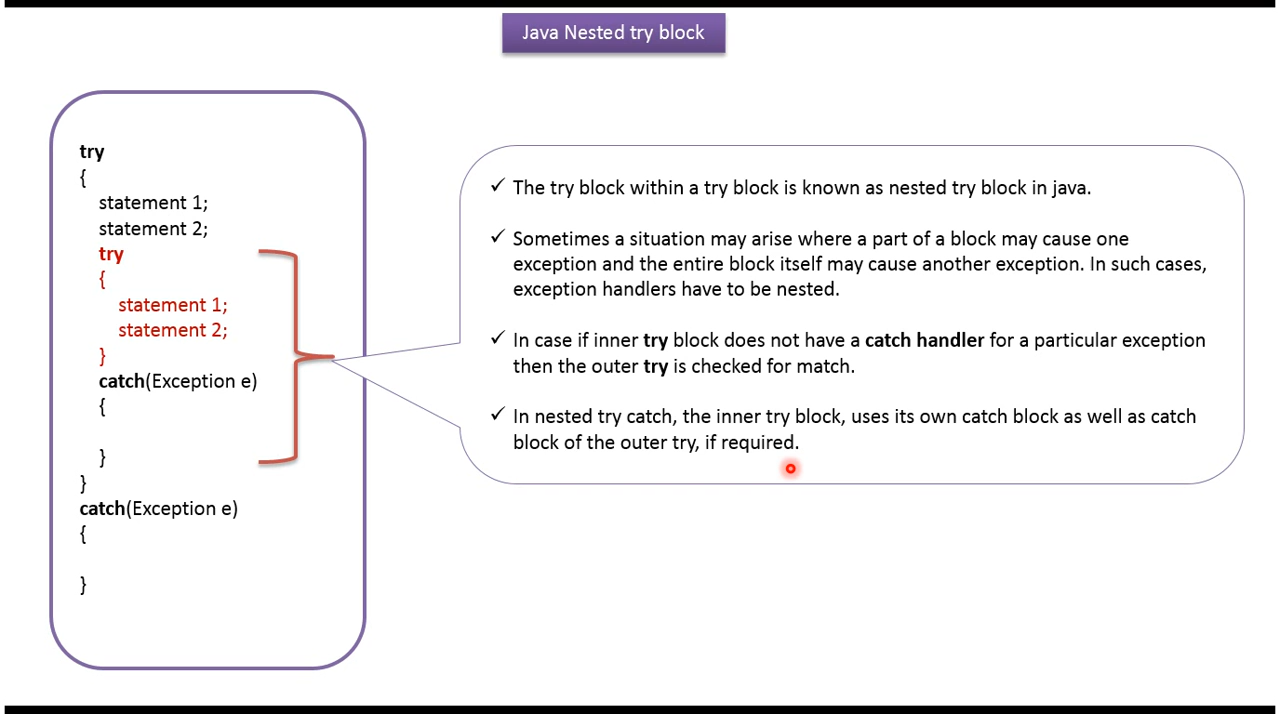 Java Nested try block
try
{
statement 1;
statement 2;
try
{
statement 1;
statement 2;
}
catch(Exception e)
{
}
}
catch(Exception e)
{
}
✓ The try block within a try block is known as nested try block in java.
✓ Sometimes a situation may arise where a part of a block may cause one
exception and the entire block itself may cause another exception. In such cases,
exception handlers have to be nested.
✓ In case if inner try block does not have a catch handler for a particular exception
then the outer try is checked for match.
✓ In nested try catch, the inner try block, uses its own catch block as well as catch
block of the outer try, if required.